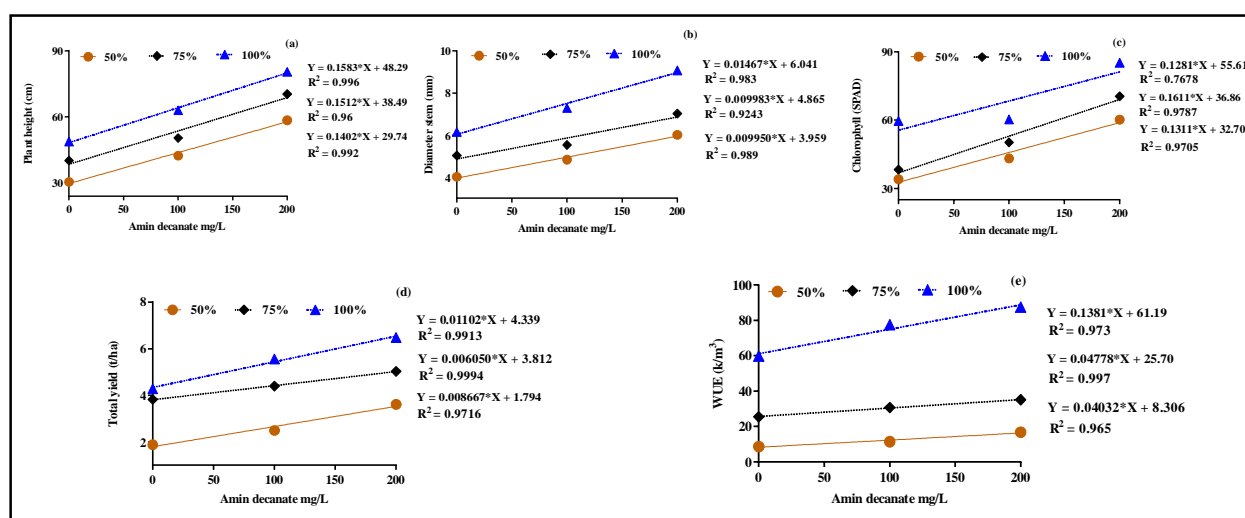 (a)
50% 75% 100%
Plant height (cm)
90
60
30
0 50 100 150 200
Amin decanate mg/L
Y = 0.1583*X + 48.29
R² = 0.996
Y = 0.1512*X + 38.49
R² = 0.96
Y = 0.1402*X + 29.74
R² = 0.992
(b)
50% 75% 100%
Diameter stem (mm)
10
8
6
4
0 50 100 150 200
Amin decanate mg/L
Y = 0.01467*X + 6.041
R² = 0.983
Y = 0.009983*X + 4.865
R² = 0.9243
Y = 0.009950*X + 3.959
R² = 0.989
(c)
50% 75% 100%
Chlorophyll (SPAD)
90
60
30
0 50 100 150 200
Amin decanate mg/L
Y = 0.1281*X + 55.61
R² = 0.7678
Y = 0.1611*X + 36.86
R² = 0.9787
Y = 0.1311*X + 32.70
R² = 0.9705
(d)
50% 75% 100%
Total yield (t/ha)
8
6
4
2
0 50 100 150 200
Amin decanate mg/L
Y = 0.01102*X + 4.339
R² = 0.9913
Y = 0.006050*X + 3.812
R² = 0.9994
Y = 0.008667*X + 1.794
R² = 0.9716
(e)
50% 75% 100%
WUE (k/m³)
100
80
60
40
20
0
0 50 100 150 200
Amin decanate mg/L
Y = 0.1381*X + 61.19
R² = 0.973
Y = 0.04778*X + 25.70
R² = 0.997
Y = 0.04032*X + 8.306
R² = 0.965